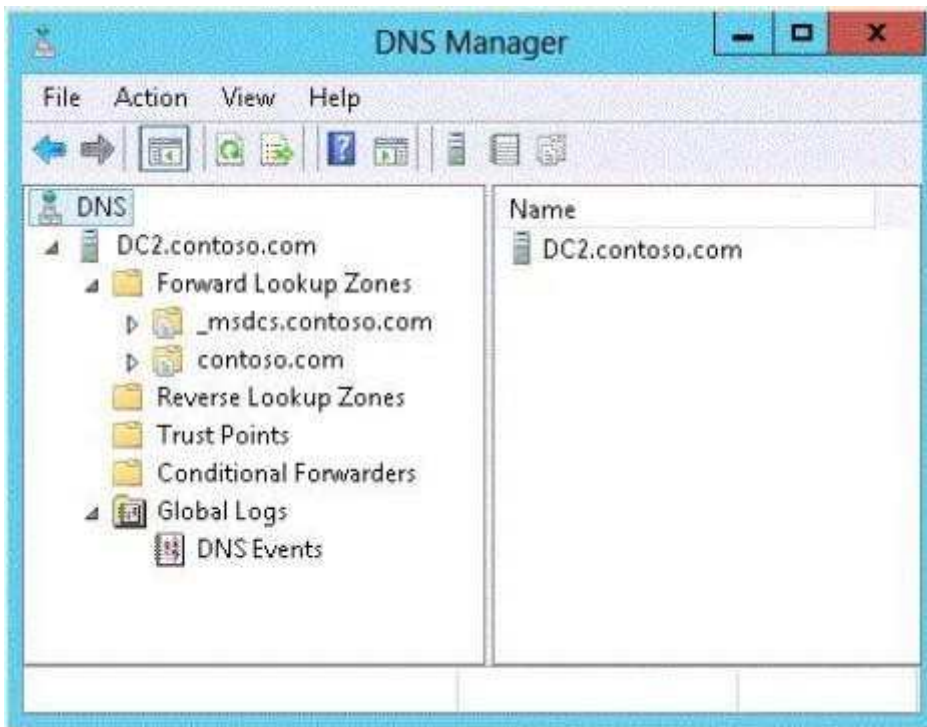 DNS Manager
File Action View Help
DNS
DC2.contoso.com
Forward Lookup Zones
_msdcs.contoso.com
contoso.com
Reverse Lookup Zones
Trust Points
Conditional Forwarders
Global Logs
DNS Events
Name
DC2.contoso.com